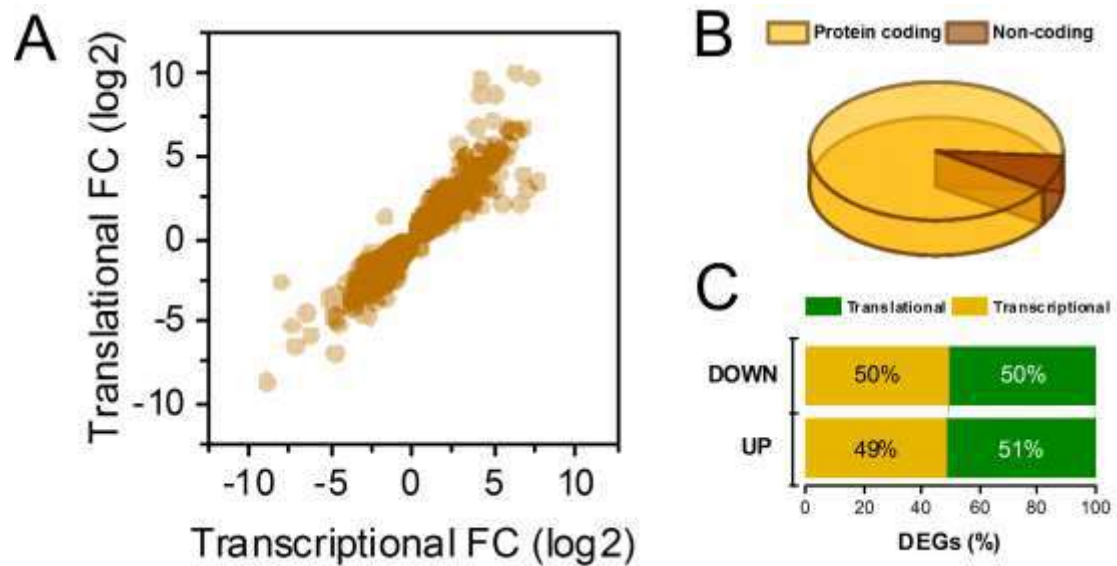 A
Translational FC (log2)
10
5
0
-5
-10
-10 -5 0 5 10
Transcriptional FC (log2)
B
Protein coding Non-coding
C
Translational Transcriptional
DOWN 50% 50%
UP 49% 51%
0 20 40 60 80 100
DEGs (%)